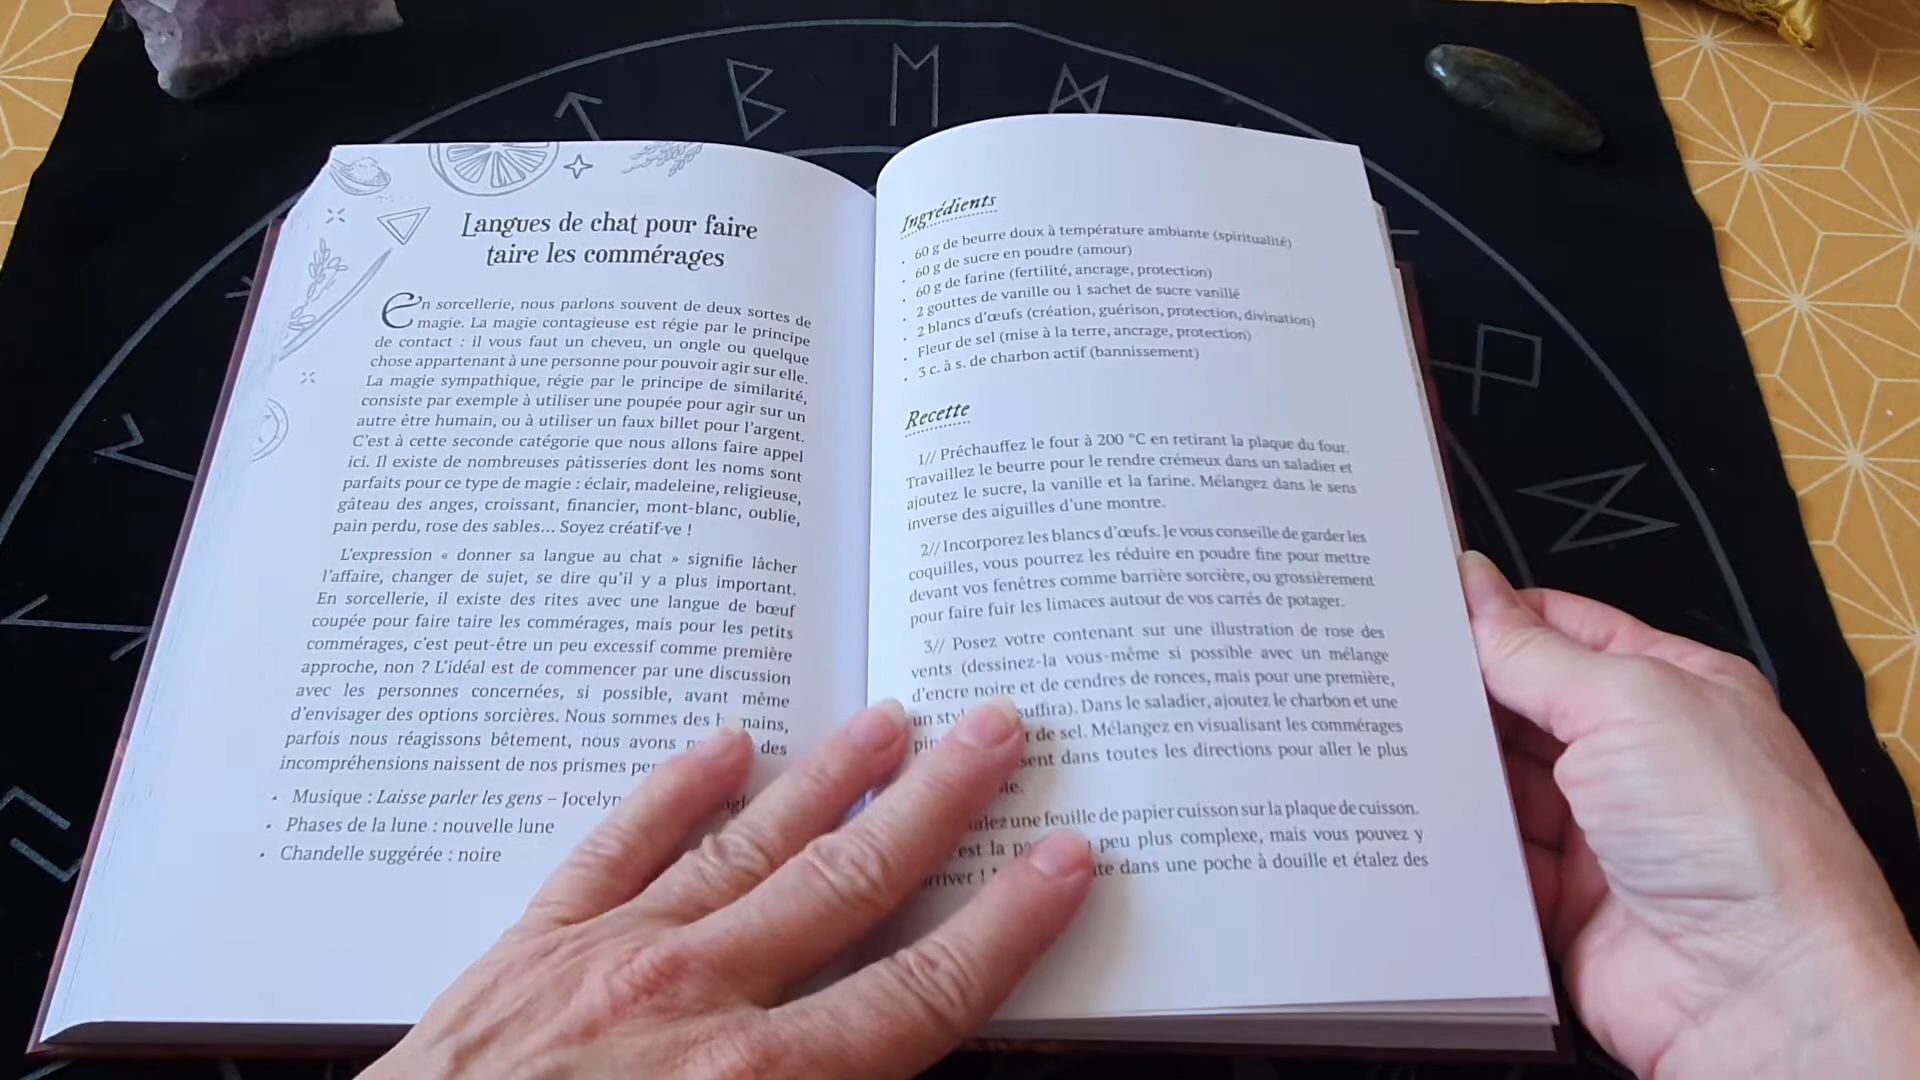 Langues de chat pour faire
taire les commérages
En sorcellerie, nous parlons souvent de deux sortes de
magie. La magie contagieuse est régie par le principe
de contact : il vous faut un cheveu, un ongle ou quelque
chose appartenant à une personne pour pouvoir agir sur elle.
La magie sympathique, régie par le principe de similarité,
consiste par exemple à utiliser une poupée pour agir sur un
autre être humain, ou à utiliser un faux billet pour l'argent.
C'est à cette seconde catégorie que nous allons faire appel
ici. Il existe de nombreuses pâtisseries dont les noms sont
parfaits pour ce type de magie : éclair, madeleine, religieuse,
gâteau des anges, croissant, financier, mont-blanc, oublie,
pain perdu, rose des sables... Soyez créatif·ve !
L'expression « donner sa langue au chat » signifie lâcher
l'affaire, changer de sujet, se dire qu'il y a plus important.
En sorcellerie, il existe des rites avec une langue de bœuf
coupée pour faire taire les commérages, mais pour les petits
commérages, c'est peut-être un peu excessif comme première
approche, non ? L'idéal est de commencer par une discussion
avec les personnes concernées, si possible, avant même
d'envisager des options sorcières. Nous sommes des h mains,
parfois nous réagissons bêtement, nous avons des
incompréhensions naissent de nos prismes
• Musique : Laisse parler les gens – Jocelyn
• Phases de la lune : nouvelle lune
• Chandelle suggérée : noire
Ingrédients
• 60 g de beurre doux à température ambiante (spiritualité)
• 60 g de sucre en poudre (amour)
• 60 g de farine (fertilité, ancrage, protection)
• 2 gouttes de vanille ou 1 sachet de sucre vanillé
• 2 blancs d'œufs (création, guérison, protection, divination)
• Fleur de sel (mise à la terre, ancrage, protection)
• 3 c. à s. de charbon actif (bannissement)
Recette
1// Préchauffez le four à 200 °C en retirant la plaque du four.
Travaillez le beurre pour le rendre crémeux dans un saladier et
ajoutez le sucre, la vanille et la farine. Mélangez dans le sens
inverse des aiguilles d'une montre.
2// Incorporez les blancs d'œufs. Je vous conseille de garder les
coquilles, vous pourrez les réduire en poudre fine pour mettre
devant vos fenêtres comme barrière sorcière, ou grossièrement
pour faire fuir les limaces autour de vos carrés de potager.
3// Posez votre contenant sur une illustration de rose des
vents (dessinez-la vous-même si possible avec un mélange
d'encre noire et de cendres de ronces, mais pour une première,
un suffira). Dans le saladier, ajoutez le charbon et une
de sel. Mélangez en visualisant les commérages
dans toutes les directions pour aller le plus
une feuille de papier cuisson sur la plaque de cuisson.
est la peu plus complexe, mais vous pouvez y
arriver ! dans une poche à douille et étalez des